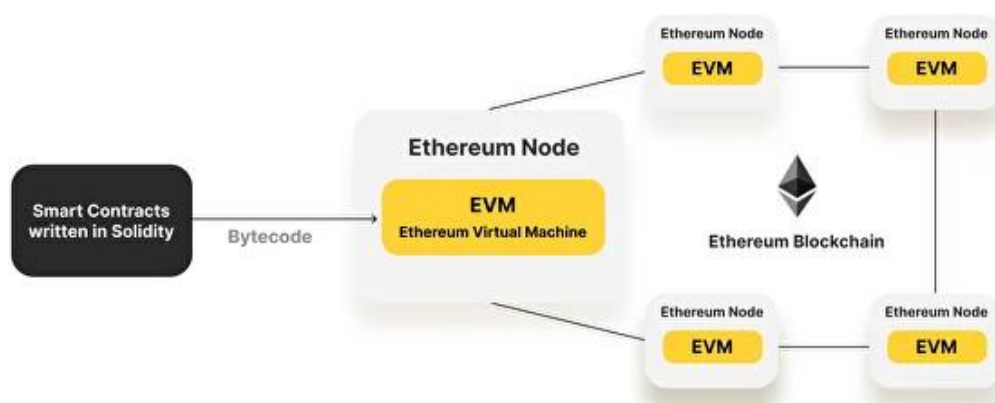 Smart Contracts
written in Solidity
Bytecode
Ethereum Node
EVM
Ethereum Virtual Machine
Ethereum Node
EVM
Ethereum Node
EVM
Ethereum Blockchain
Ethereum Node
EVM
Ethereum Node
EVM